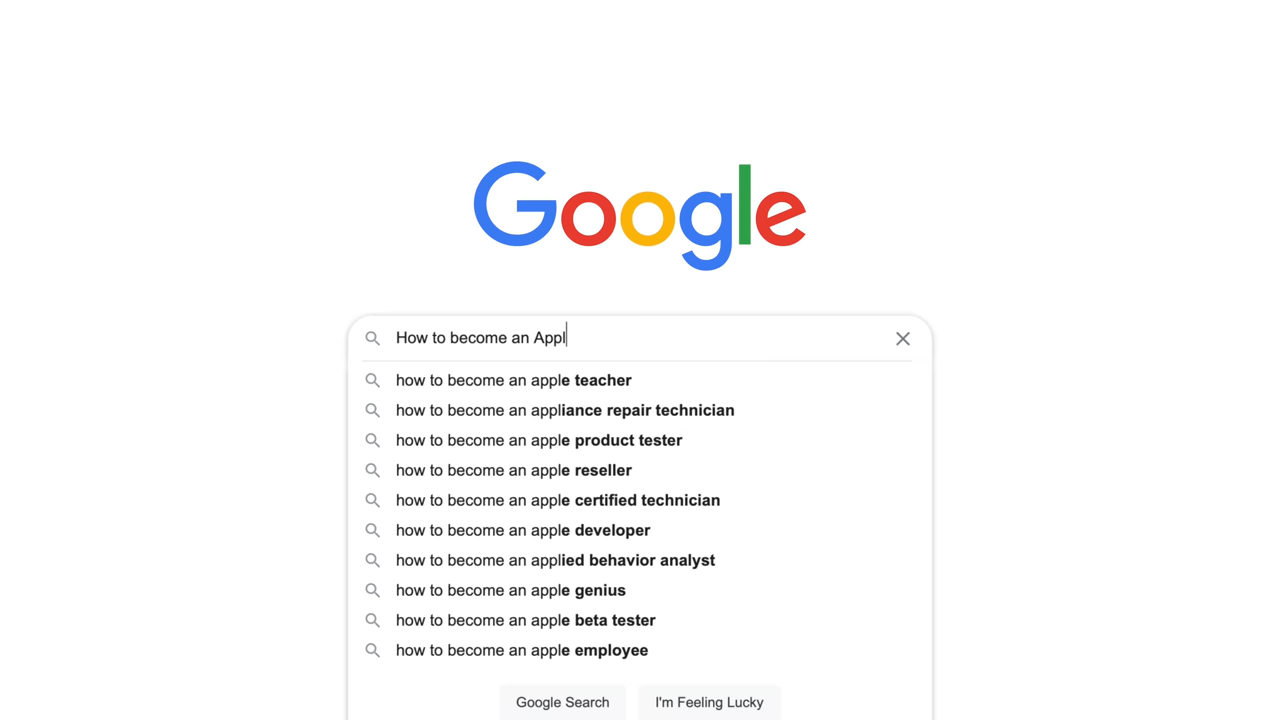 Google
How to become an Appl
how to become an apple teacher
how to become an appliance repair technician
how to become an apple product tester
how to become an apple reseller
how to become an apple certified technician
how to become an apple developer
how to become an applied behavior analyst
how to become an apple genius
how to become an apple beta tester
how to become an apple employee
Google Search I'm Feeling Lucky